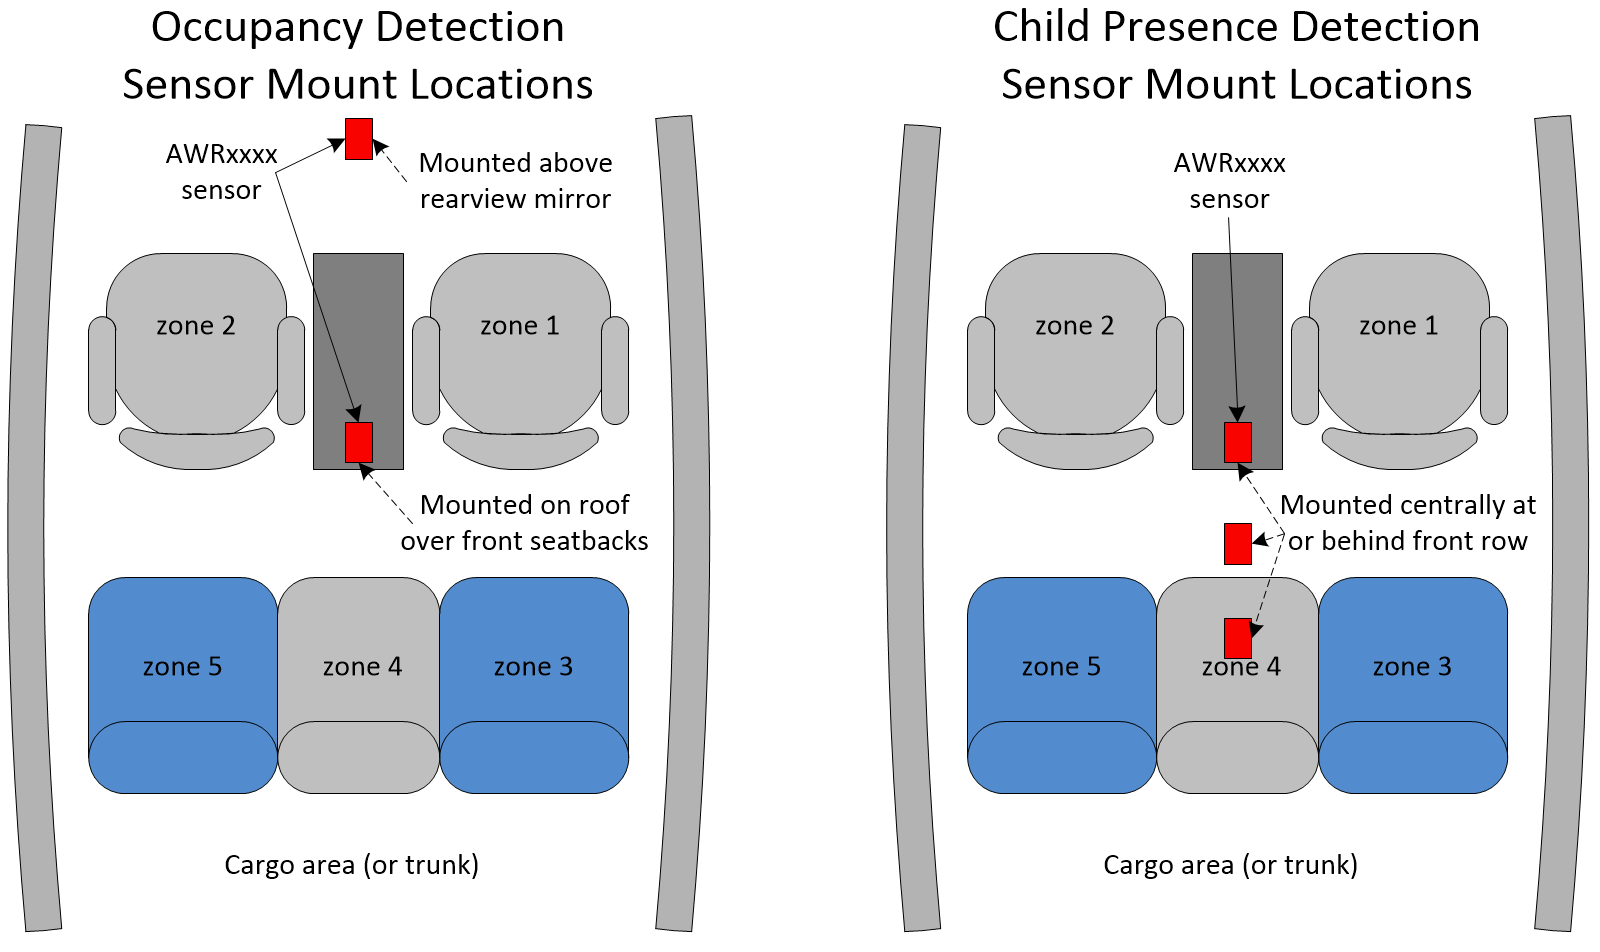 Occupancy Detection
Sensor Mount Locations
AWRxxxx
sensor
Mounted above
rearview mirror
zone 2
zone 1
Mounted on roof
over front seatbacks
zone 5
zone 4
zone 3
Cargo area (or trunk)
Child Presence Detection
Sensor Mount Locations
AWRxxxx
sensor
zone 2
zone 1
Mounted centrally at
or behind front row
zone 5
zone 4
zone 3
Cargo area (or trunk)